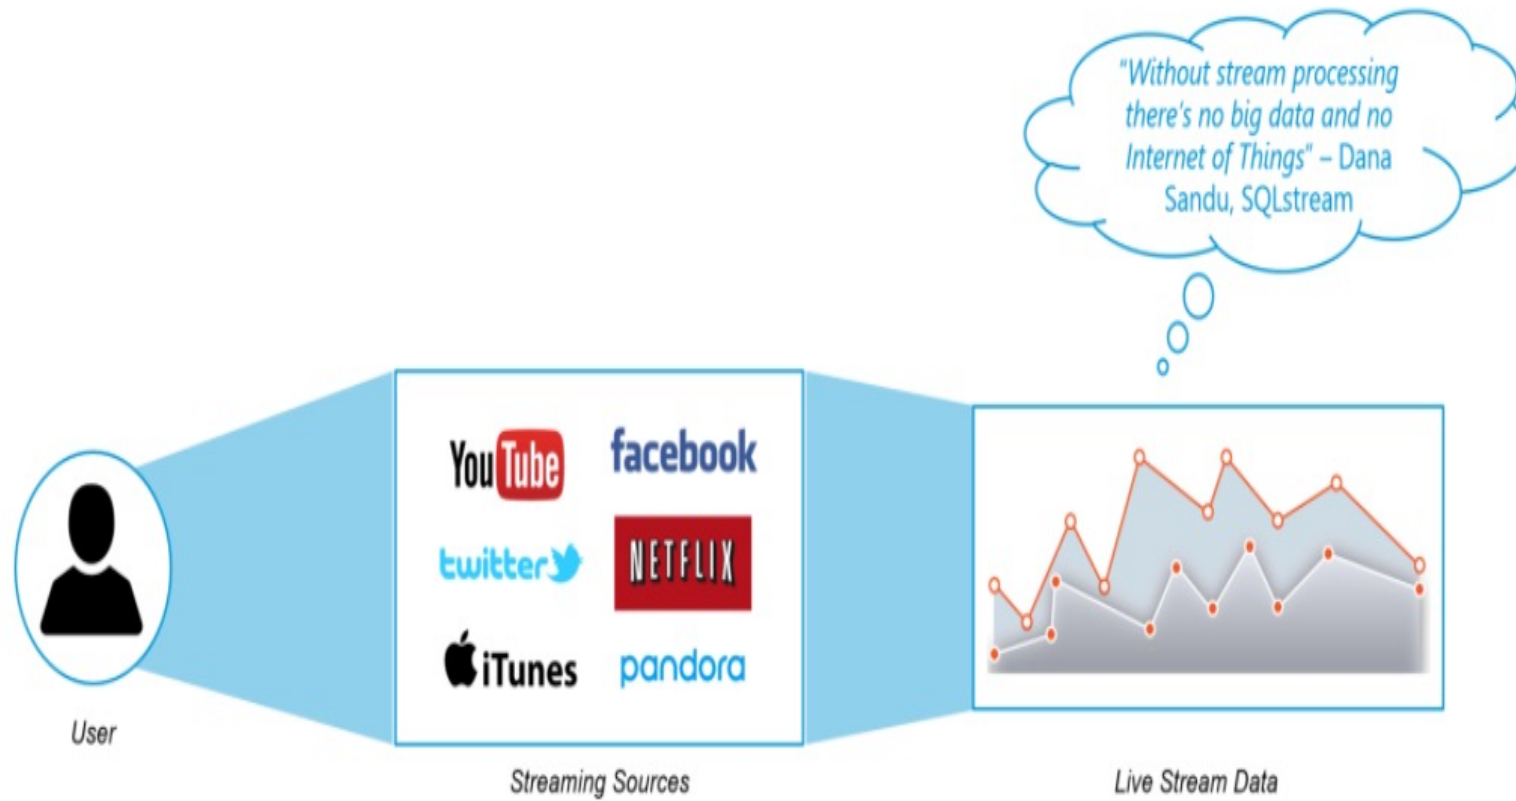 "Without stream processing
there's no big data and no
Internet of Things" – Dana
Sandu, SQLstream
YouTube
facebook
twitter
NETFLIX
iTunes
pandora
User
Streaming Sources
Live Stream Data